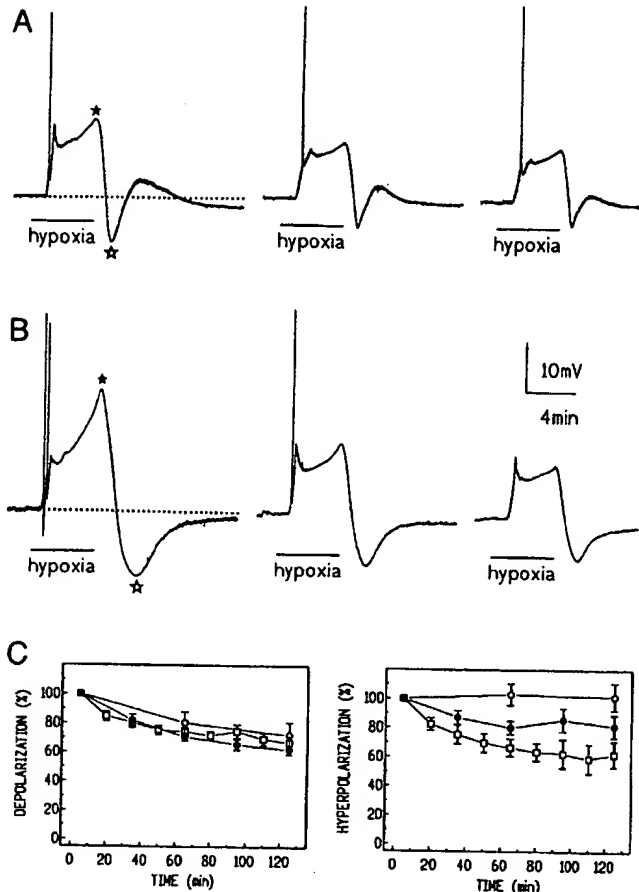 A
hypoxia
hypoxia
hypoxia
B
10mV
4min
hypoxia
hypoxia
hypoxia
C
DEPOLARIZATION (%)
100
80
60
40
20
0
0 20 40 60 80 100 120
TIME (min)
HYPERPOLARIZATION (%)
100
80
60
40
20
0
0 20 40 60 80 100 120
TIME (min)